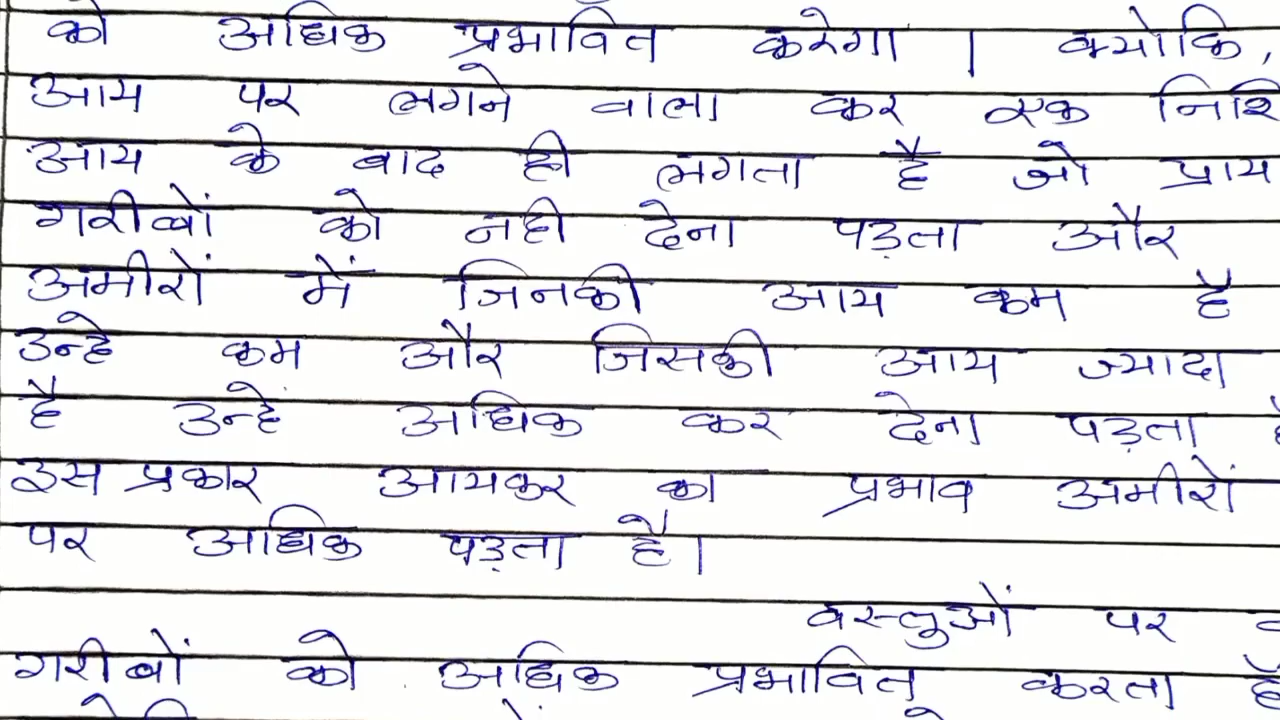 को अधिक प्रभावित करेगा । क्योकि,
आय पर लगने वाला कर एक
आय के बाद ही लगता है जो प्राय
गरीबों को नही देना पड़ता और
अमीरों में जिनकी आय कम है
उन्हे कम और जिसकी आय ज्यादा
है उन्हें अधिक कर देना पड़ता
इस प्रकार आयकर का प्रभाव अमीरों
पर अधिक पड़ता है।
वस्तुओं पर
गरीबों को अधिक प्रभावित करता है